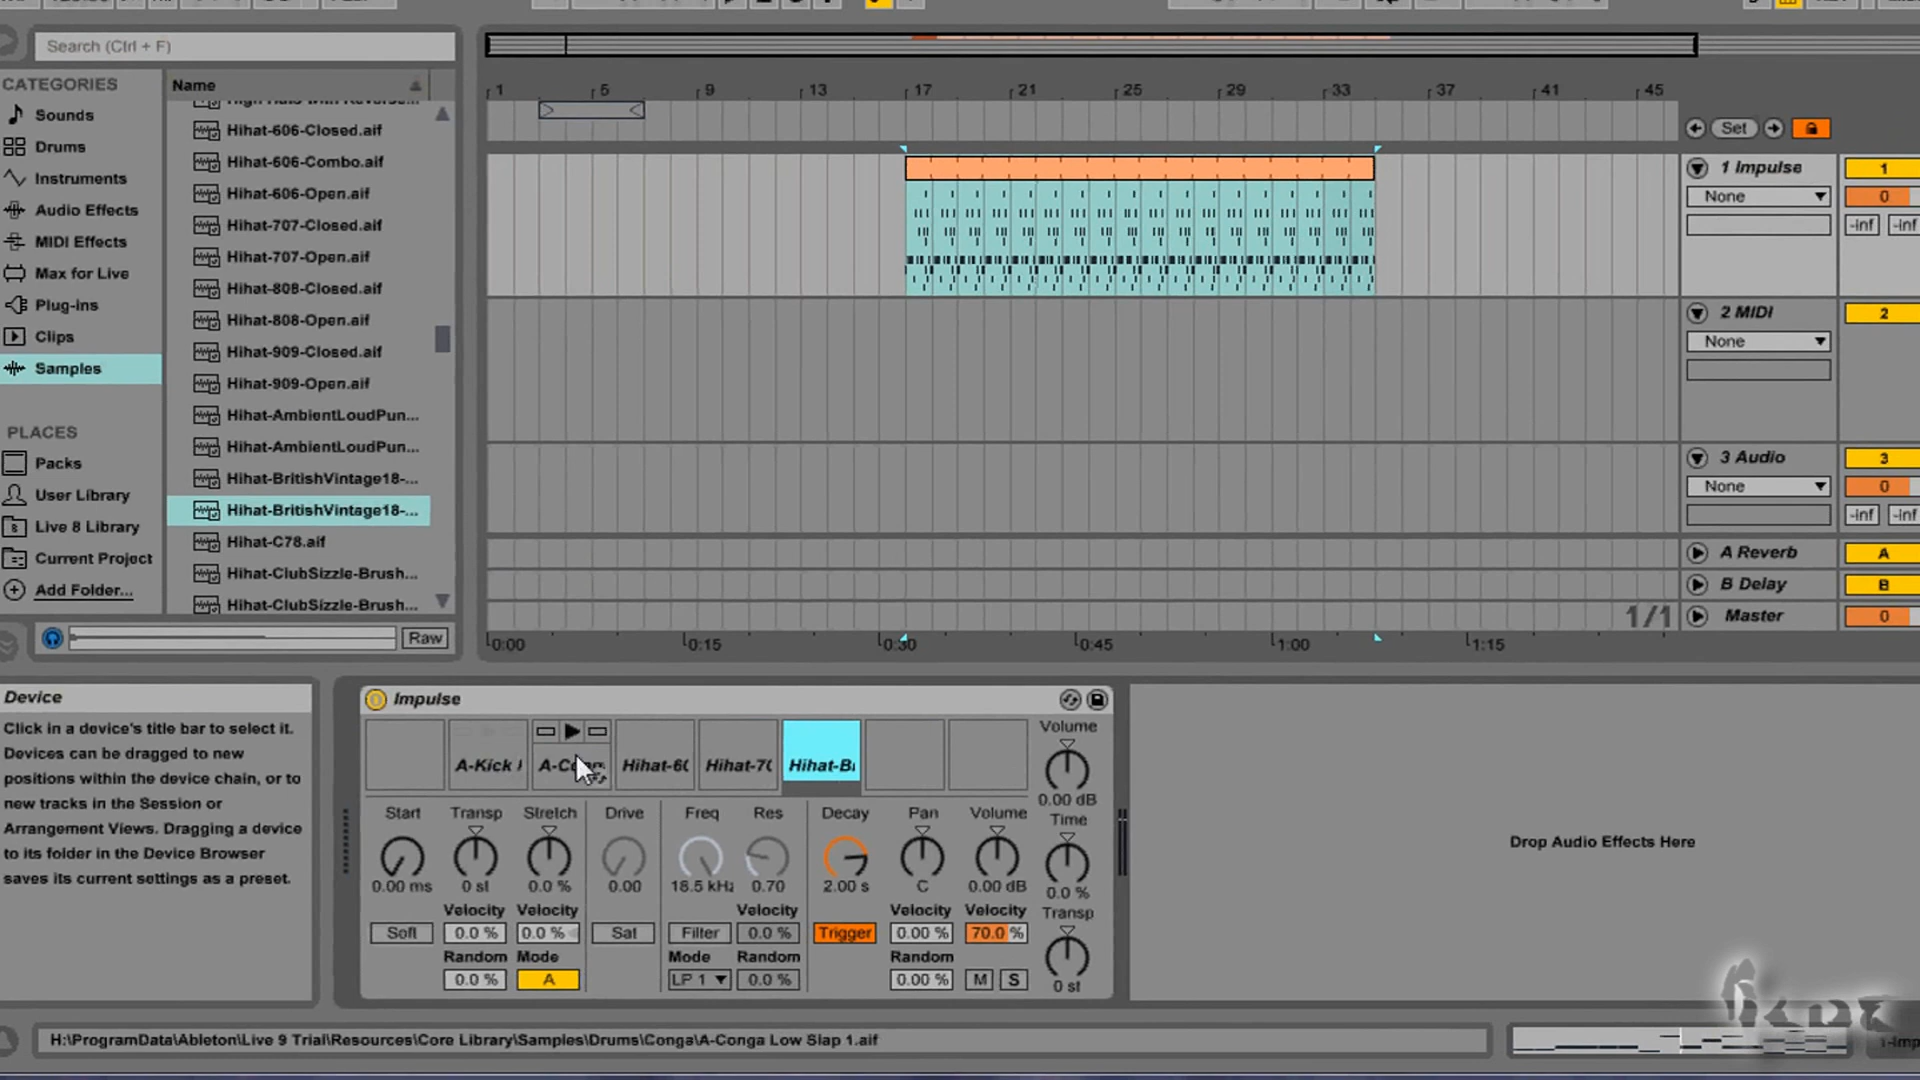 Search (Ctrl + F)
CATEGORIES
Sounds
Drums
Instruments
Audio Effects
MIDI Effects
Max for Live
Plug-ins
Clips
Samples
PLACES
Packs
User Library
Live 8 Library
Current Project
Add Folder...
Name
Hihat-606-Closed.aif
Hihat-606-Combo.aif
Hihat-606-Open.aif
Hihat-707-Closed.aif
Hihat-707-Open.aif
Hihat-808-Closed.aif
Hihat-808-Open.aif
Hihat-909-Closed.aif
Hihat-909-Open.aif
Hihat-AmbientLoudPun...
Hihat-AmbientLoudPun...
Hihat-BritishVintage18-...
Hihat-BritishVintage18-...
Hihat-C78.aif
Hihat-ClubSizzle-Brush...
Hihat-ClubSizzle-Brush...
Raw
1 5 9 13 17 21 25 29 33 37 41 45
Set
1 Impulse 1
None 0
-inf -inf
2 MIDI 2
None
3 Audio 3
None 0
-inf -inf
A Reverb A
B Delay B
1/1 Master 0
0:00 0:15 0:30 0:45 1:00 1:15
Device
Click in a device's title bar to select it.
Devices can be dragged to new
positions within the device chain, or to
new tracks in the Session or
Arrangement Views. Dragging a device
to its folder in the Device Browser
saves its current settings as a preset.
Impulse
A-Kick Hihat-60 Hihat-70 Hihat-B
Start Transp Stretch Drive Freq Res Decay Pan Volume
0.00 ms 0 st 0.0 % 0.00 18.5 kHz 0.70 2.00 s C 0.00 dB
Velocity Velocity Velocity Velocity Velocity
Soft 0.0 % 0.0 % Sat Filter 0.0 % Trigger 0.00 % 70.0 %
Random Mode Mode Random Random
0.0 % A LP 1 0.0 % 0.00 % M S
Volume
0.00 dB
Time
0.0 %
Transp
0 st
Drop Audio Effects Here
H:\ProgramData\Ableton\Live 9 Trial\Resources\Core Library\Samples\Drums\Conga\A-Conga Low Slap 1.aif